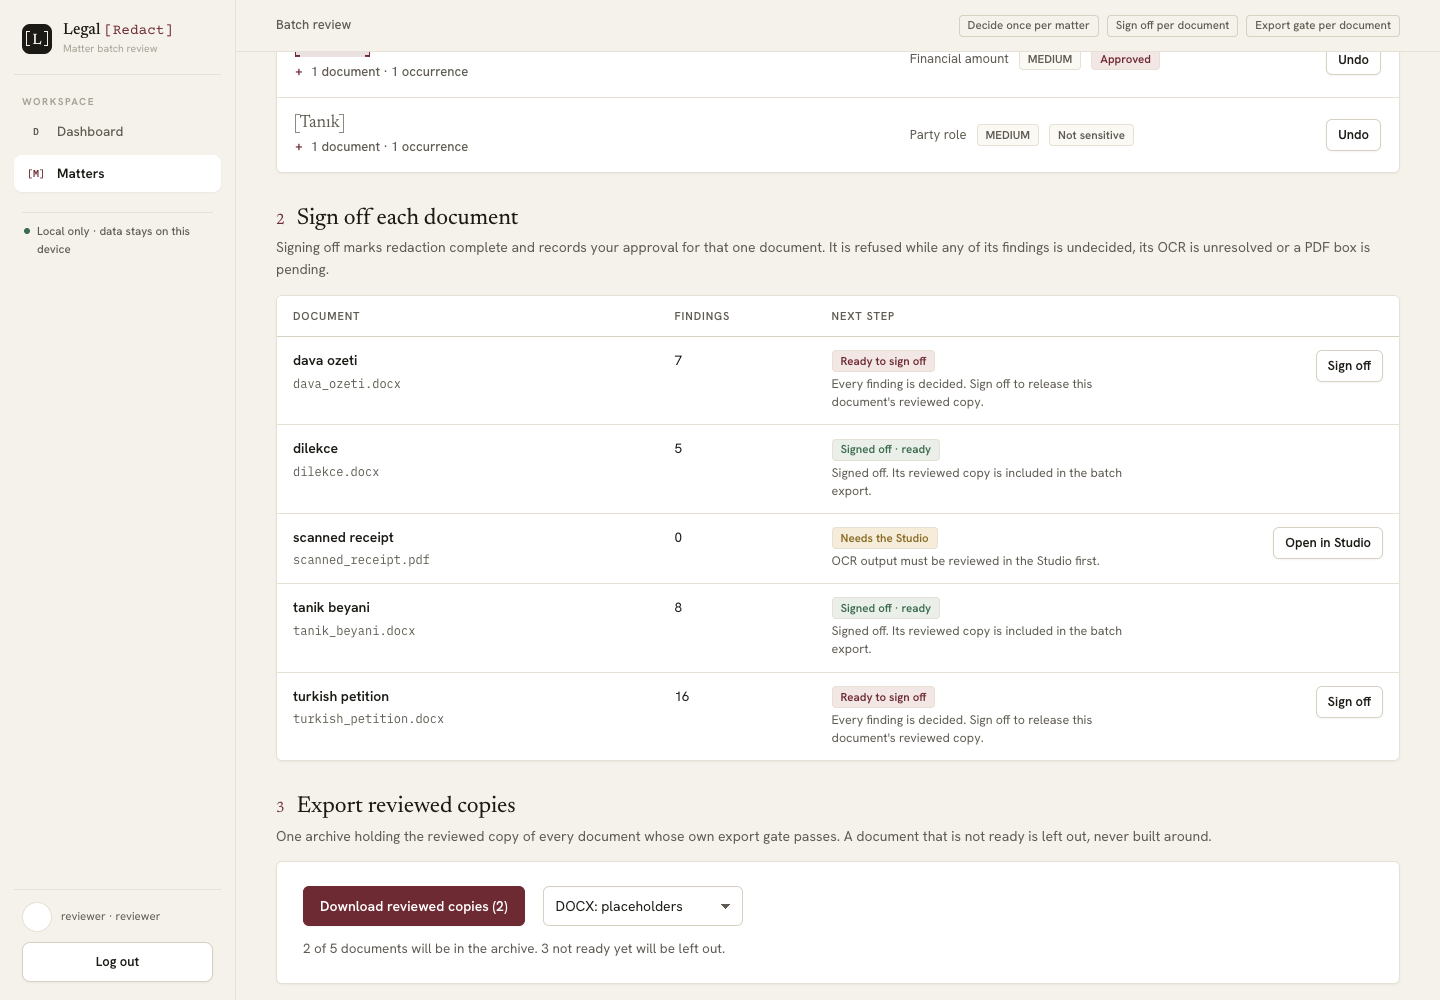 [L]
Legal [Redact]
Matter batch review
WORKSPACE
D Dashboard
[M] Matters
Local only · data stays on this
device
reviewer · reviewer
Log out
Batch review
Decide once per matter
Sign off per document
Export gate per document
+ 1 document · 1 occurrence
Financial amount MEDIUM Approved
Undo
[Tanık]
+ 1 document · 1 occurrence
Party role MEDIUM Not sensitive
Undo
2 Sign off each document
Signing off marks redaction complete and records your approval for that one document. It is refused while any of its findings is undecided, its OCR is unresolved or a PDF box is
pending.
DOCUMENT FINDINGS NEXT STEP
dava ozeti
dava_ozeti.docx
7
Ready to sign off
Every finding is decided. Sign off to release this
document's reviewed copy.
Sign off
dilekce
dilekce.docx
5
Signed off · ready
Signed off. Its reviewed copy is included in the batch
export.
scanned receipt
scanned_receipt.pdf
0
Needs the Studio
OCR output must be reviewed in the Studio first.
Open in Studio
tanik beyani
tanik_beyani.docx
8
Signed off · ready
Signed off. Its reviewed copy is included in the batch
export.
turkish petition
turkish_petition.docx
16
Ready to sign off
Every finding is decided. Sign off to release this
document's reviewed copy.
Sign off
3 Export reviewed copies
One archive holding the reviewed copy of every document whose own export gate passes. A document that is not ready is left out, never built around.
Download reviewed copies (2)
DOCX: placeholders
2 of 5 documents will be in the archive. 3 not ready yet will be left out.